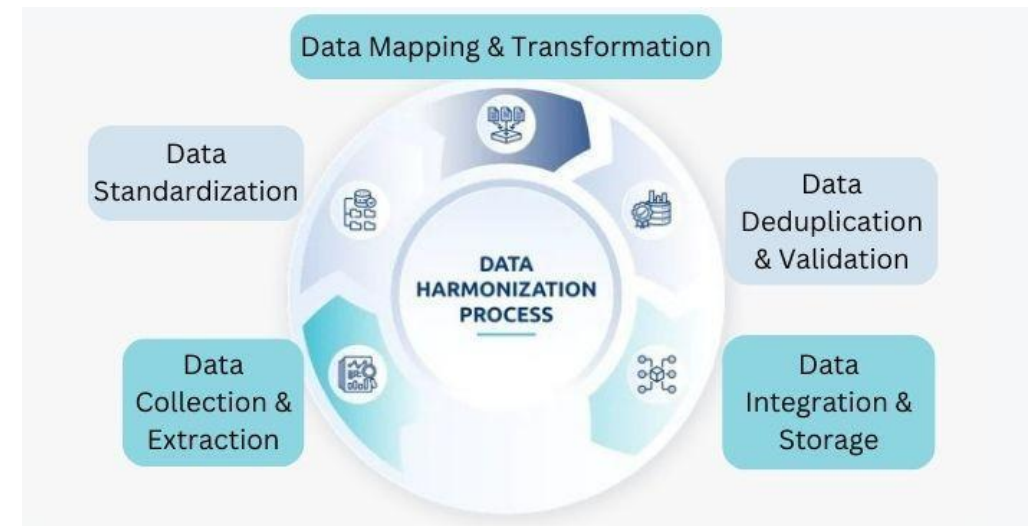 Data Mapping & Transformation
Data
Standardization
Data
Deduplication
& Validation
DATA
HARMONIZATION
PROCESS
Data
Collection &
Extraction
Data
Integration &
Storage